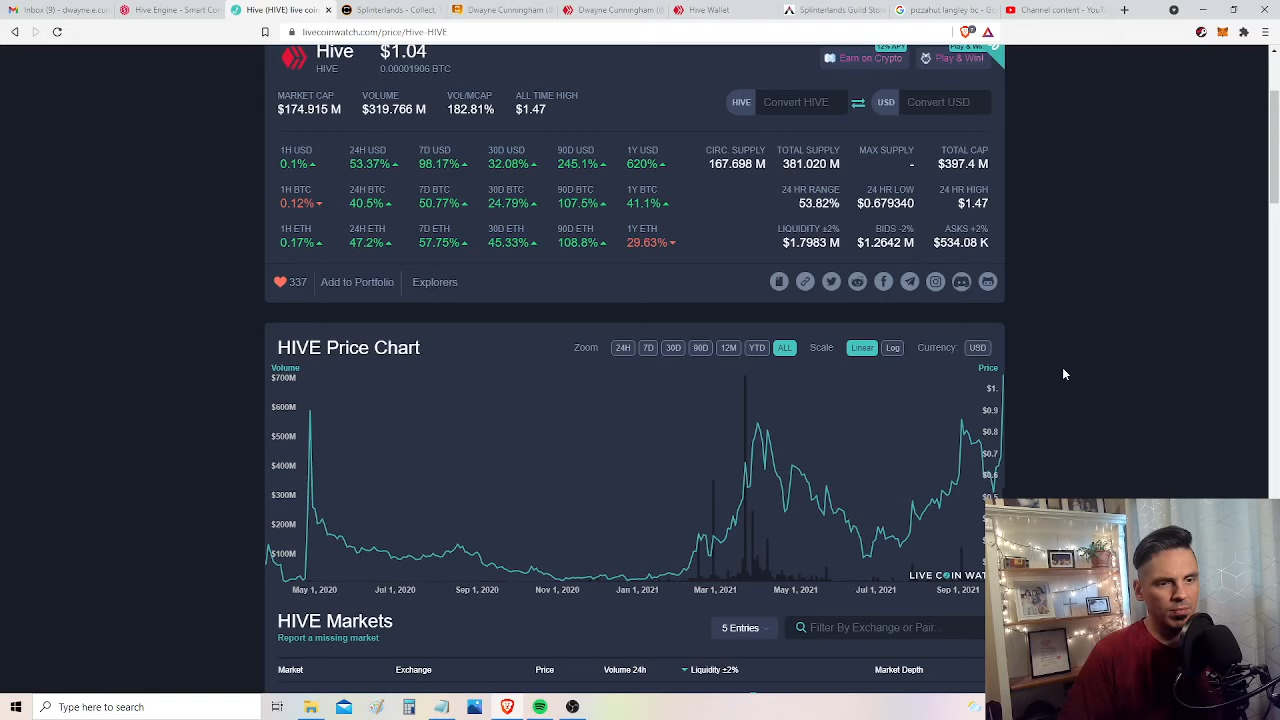 Inbox (9) - dwayne.e.cunn
Hive Engine - Smart Con
Hive (HIVE) live coin
Splinterlands - Collect, T
Dwayne Cunningham (@
Dwayne Cunningham (@
Hive Wallet
Splinterlands Guild Store
pizzahut langley bc - Go
Channel content - YouTu
livecoinwatch.com/price/Hive-HIVE
Hive
$1.04
HIVE
0.00001906 BTC
12% APY
Earn on Crypto
Play & Win!
Play & Win!
MARKET CAP VOLUME VOL/MCAP ALL TIME HIGH
$174.915 M $319.766 M 182.81% $1.47
HIVE Convert HIVE USD Convert USD
1H USD 24H USD 7D USD 30D USD 90D USD 1Y USD CIRC. SUPPLY TOTAL SUPPLY MAX SUPPLY TOTAL CAP
0.1% 53.37% 98.17% 32.08% 245.1% 620% 167.698 M 381.020 M - $397.4 M
1H BTC 24H BTC 7D BTC 30D BTC 90D BTC 1Y BTC 24 HR RANGE 24 HR LOW 24 HR HIGH
0.12% 40.5% 50.77% 24.79% 107.5% 41.1% 53.82% $0.679340 $1.47
1H ETH 24H ETH 7D ETH 30D ETH 90D ETH 1Y ETH LIQUIDITY ±2% BIDS -2% ASKS +2%
0.17% 47.2% 57.75% 45.33% 108.8% 29.63% $1.7983 M $1.2642 M $534.08 K
337 Add to Portfolio Explorers
HIVE Price Chart Zoom 24H 7D 30D 90D 12M YTD ALL Scale Linear Log Currency: USD
Volume Price
$700M
$1.
$600M
$0.9
$500M
$0.8
$400M
$0.7
$300M
$0.6
$200M
$0.5
$100M
LIVE COIN WAT
May 1, 2020 Jul 1, 2020 Sep 1, 2020 Nov 1, 2020 Jan 1, 2021 Mar 1, 2021 May 1, 2021 Jul 1, 2021 Sep 1, 2021
HIVE Markets
Report a missing market
5 Entries
Filter By Exchange or Pair...
Market Exchange Price Volume 24h Liquidity ±2% Market Depth
Type here to search